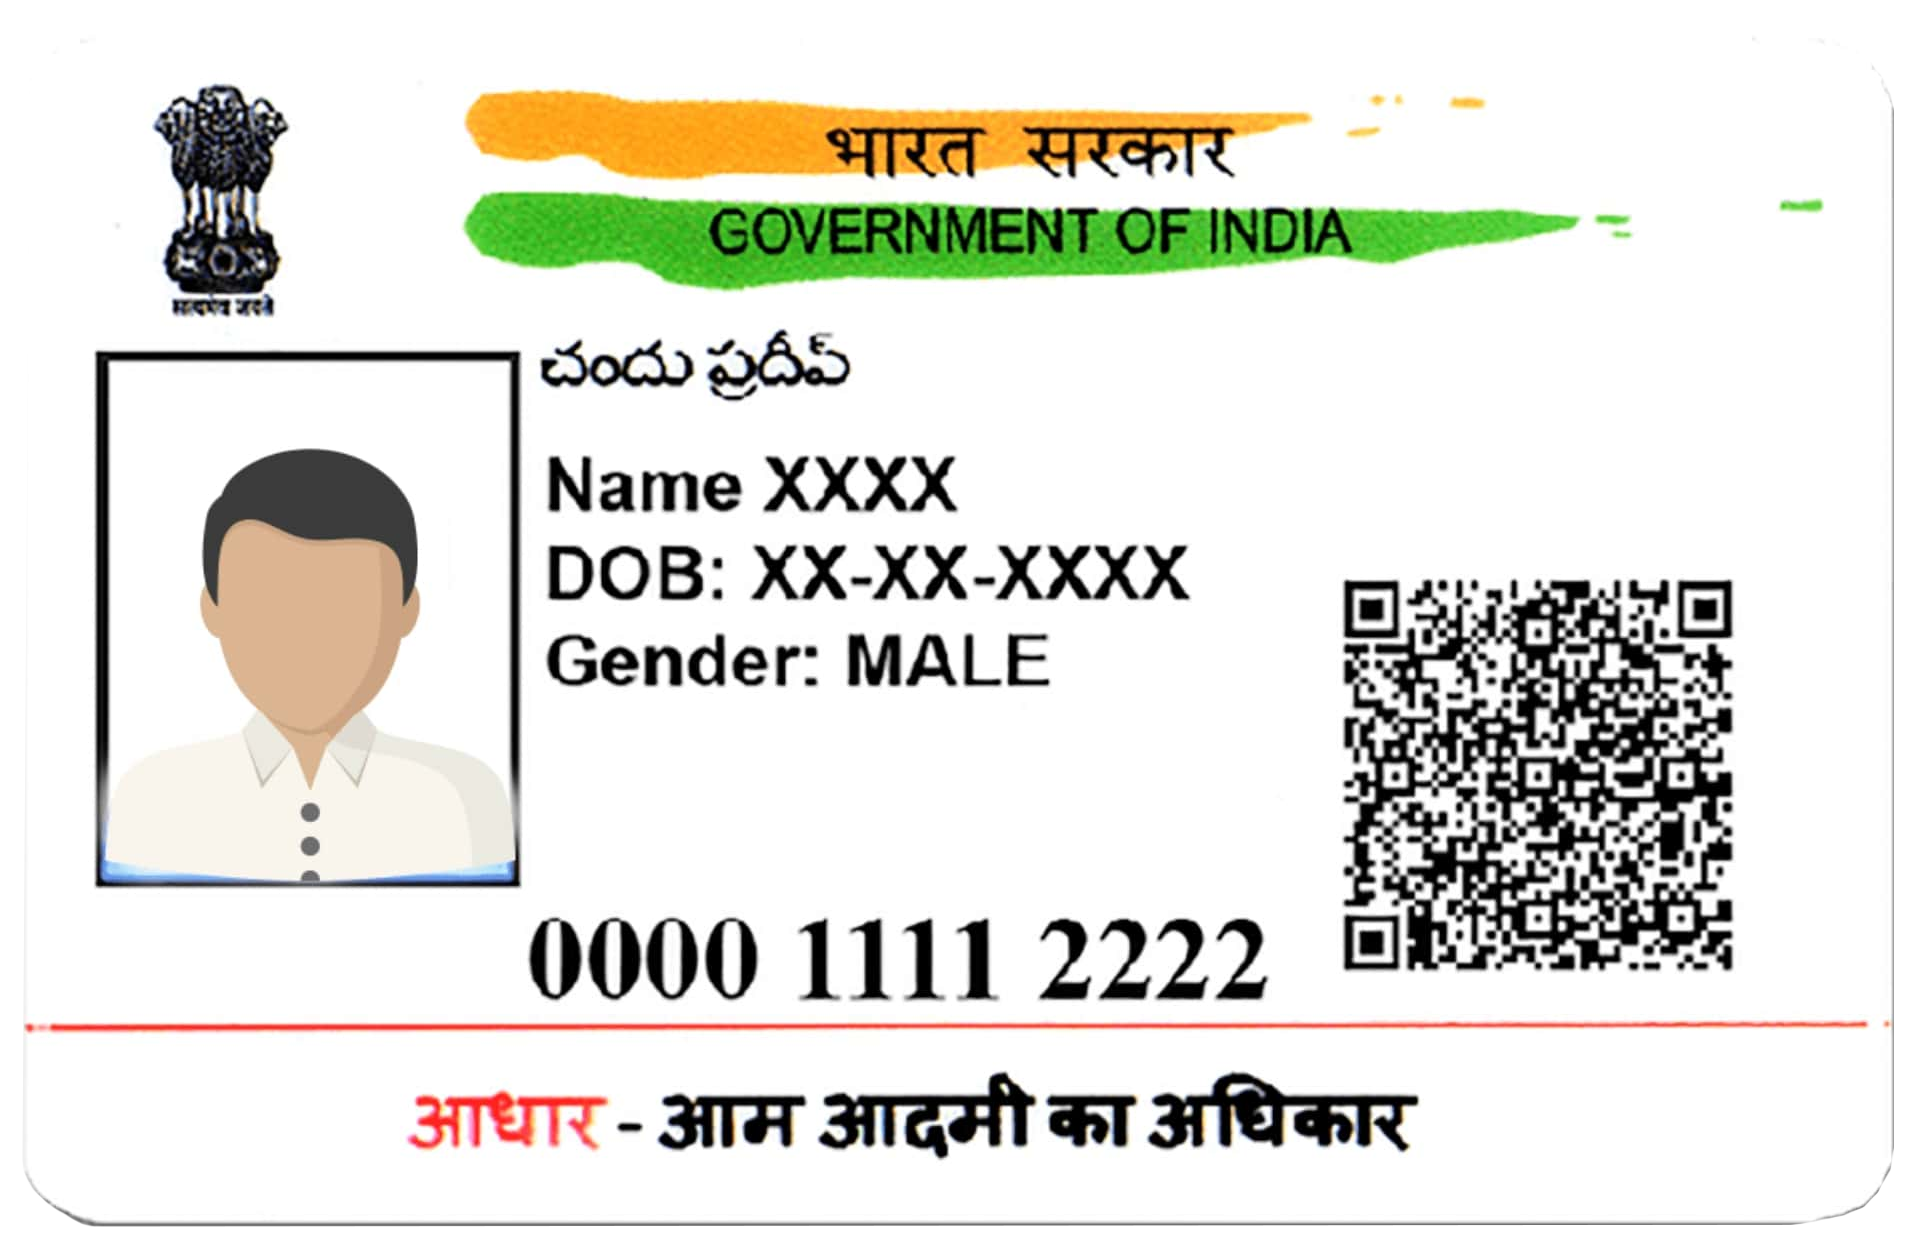 भारत सरकार
GOVERNMENT OF INDIA
सत्यमेव जयते
చందు ప్రదీప్
Name XXXX
DOB: XX-XX-XXXX
Gender: MALE
0000 1111 2222
आधार - आम आदमी का अधिकार